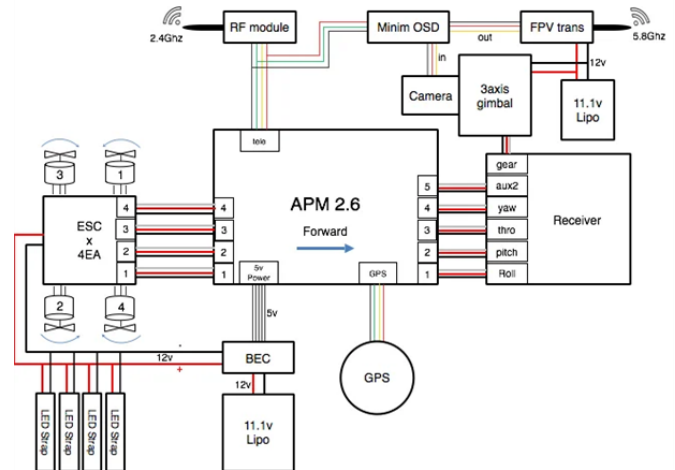 2.4Ghz
RF module
Minim OSD
FPV trans
5.8Ghz
out
in
12v
Camera
3axis
gimbal
11.1v
Lipo
tele
gear
3
1
5
aux2
4
4
APM 2.6
4
yaw
Receiver
ESC
x
4EA
3
3
Forward
3
thro
2
2
2
pitch
1
1
5v
Power
GPS
1
Roll
2
4
5v
-
12v
+
BEC
GPS
12v
11.1v
Lipo
LED Strap
LED Strap
LED Strap
LED Strap